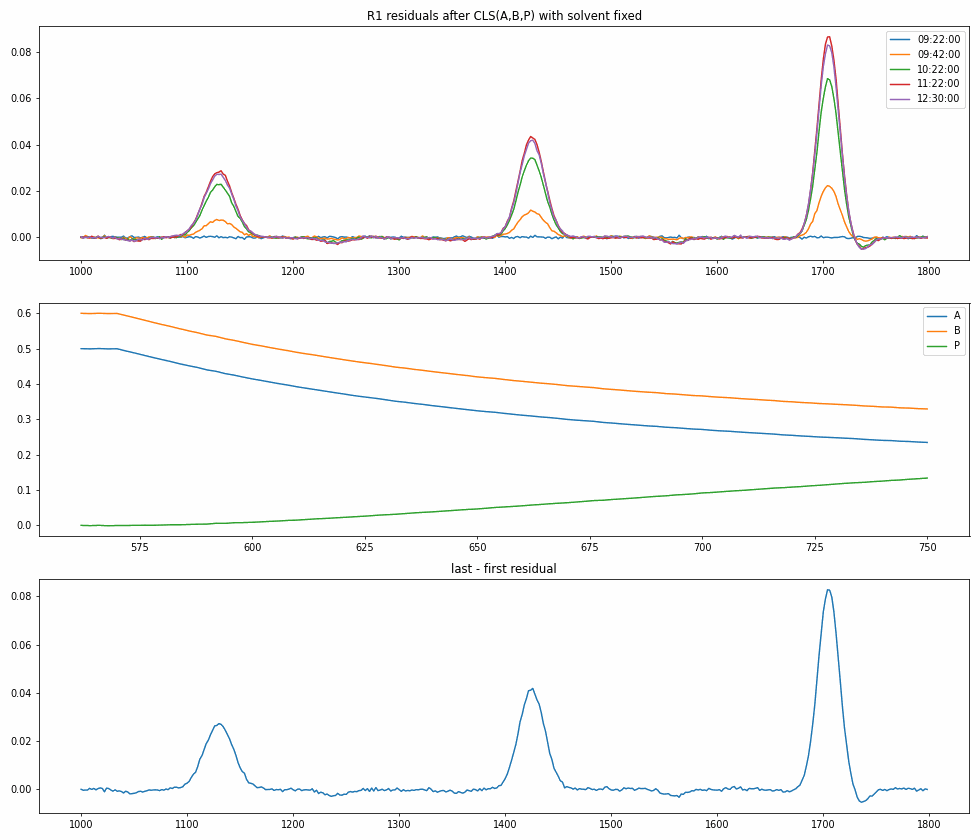 R1 residuals after CLS(A,B,P) with solvent fixed
0.08
0.06
0.04
0.02
0.00
09:22:00
09:42:00
10:22:00
11:22:00
12:30:00
1000 1100 1200 1300 1400 1500 1600 1700 1800
0.6
0.5
0.4
0.3
0.2
0.1
0.0
A
B
P
575 600 625 650 675 700 725 750
last - first residual
0.08
0.06
0.04
0.02
0.00
1000 1100 1200 1300 1400 1500 1600 1700 1800